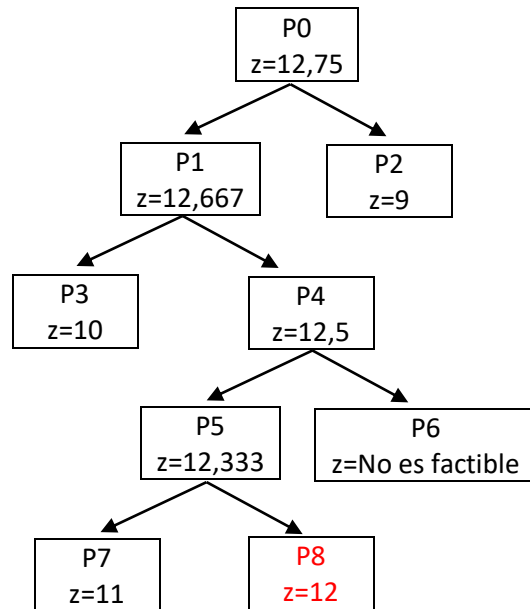 P0
z=12,75
P1
z=12,667
P2
z=9
P3
z=10
P4
z=12,5
P5
z=12,333
P6
z=No es factible
P7
z=11
P8
z=12